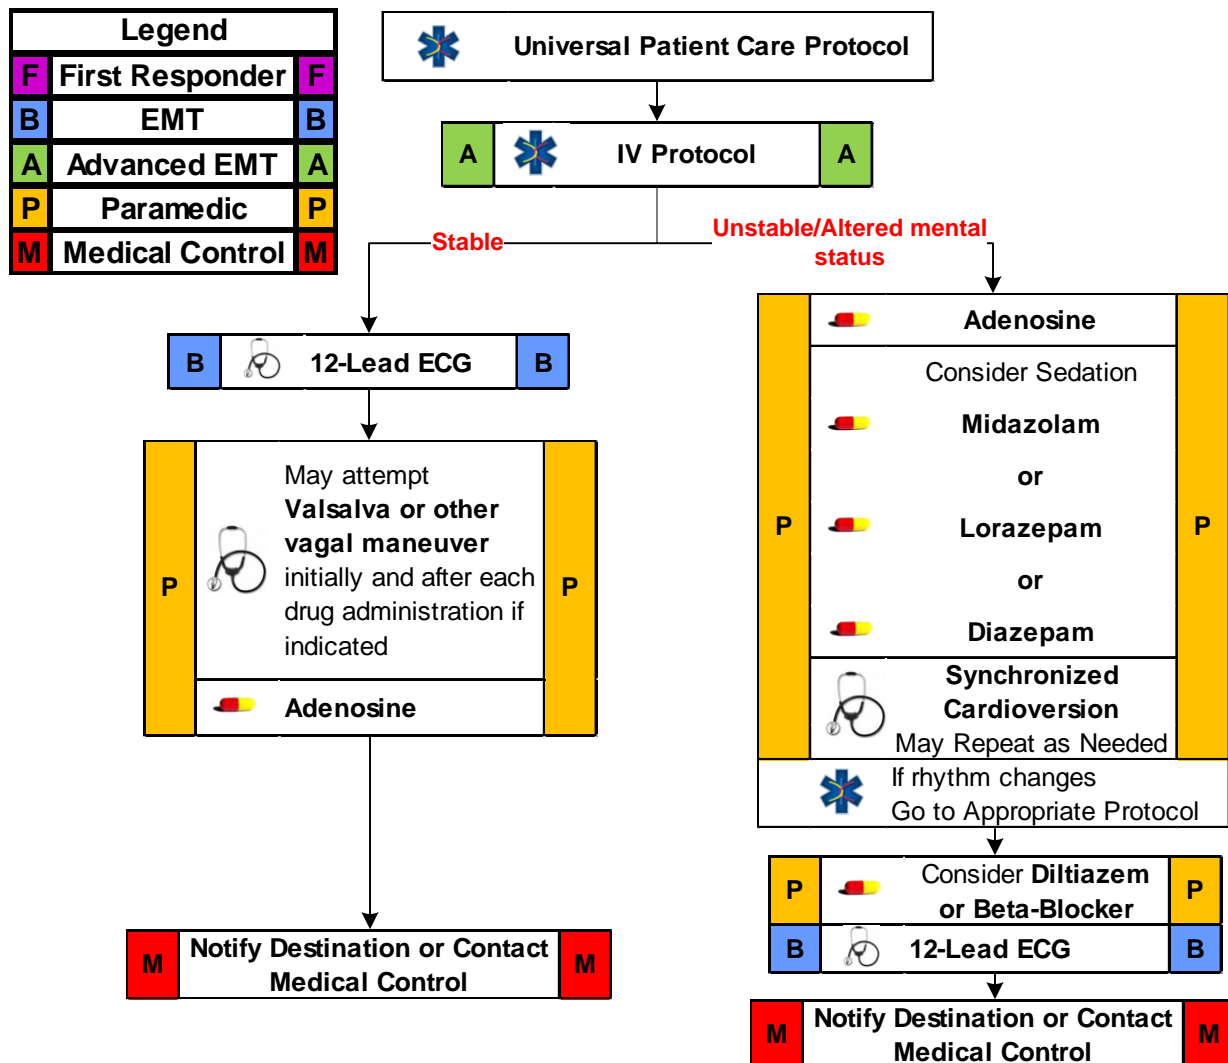 Legend
F First Responder F
B EMT B
A Advanced EMT A
P Paramedic P
M Medical Control M
Universal Patient Care Protocol
A IV Protocol A
Stable
Unstable/Altered mental
status
B 12-Lead ECG B
P
May attempt
Valsalva or other
vagal maneuver
initially and after each
drug administration if
indicated
P
Adenosine
M Notify Destination or Contact M
Medical Control
P
Adenosine
Consider Sedation
Midazolam
or
Lorazepam
or
Diazepam
P
Synchronized
Cardioversion
May Repeat as Needed
If rhythm changes
Go to Appropriate Protocol
P Consider Diltiazem P
or Beta-Blocker
B 12-Lead ECG B
M Notify Destination or Contact M
Medical Control